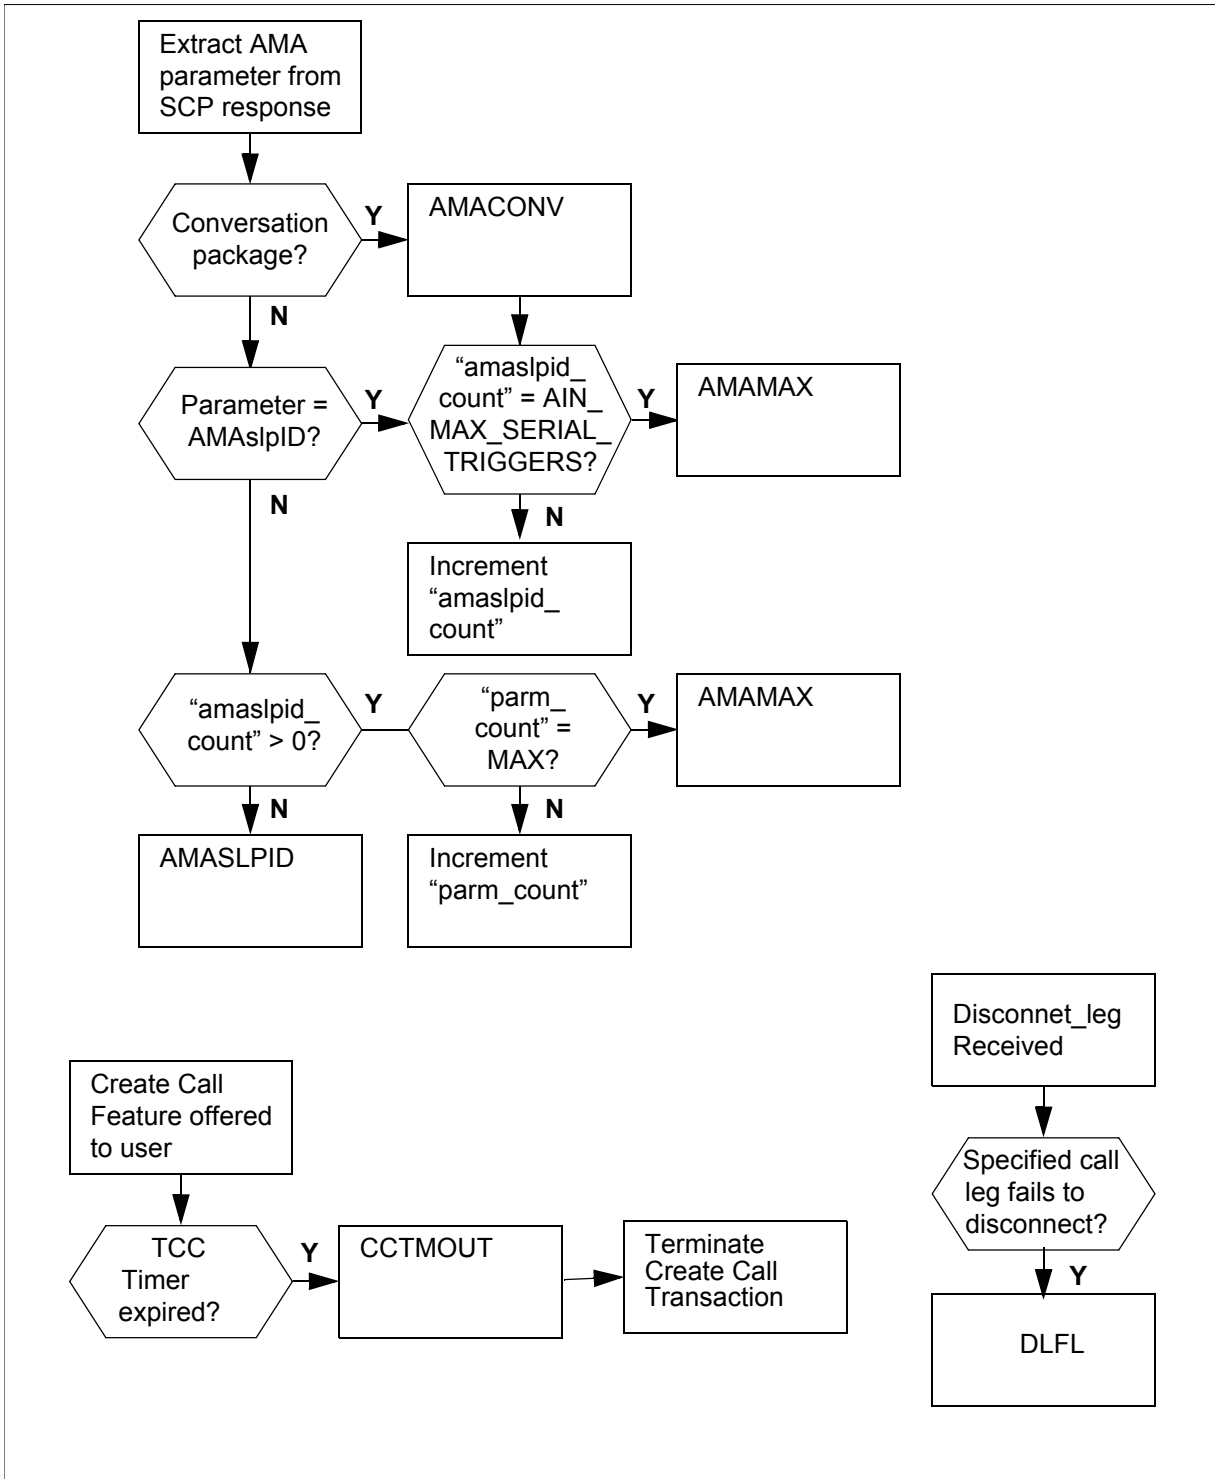 Extract AMA
parameter from
SCP response
Conversation
package?
Y
AMACONV
N
Parameter =
AMAslpID?
Y
“amaslpid_
count” = AIN_
MAX_SERIAL_
TRIGGERS?
Y
AMAMAX
N
N
Increment
“amaslpid_
count”
“amaslpid_
count” > 0?
Y
“parm_
count” =
MAX?
Y
AMAMAX
N
N
AMASLPID
Increment
“parm_count”
Disconnet_leg
Received
Create Call
Feature offered
to user
Specified call
leg fails to
disconnect?
Y
DLFL
TCC
Timer
expired?
Y
CCTMOUT
Terminate
Create Call
Transaction